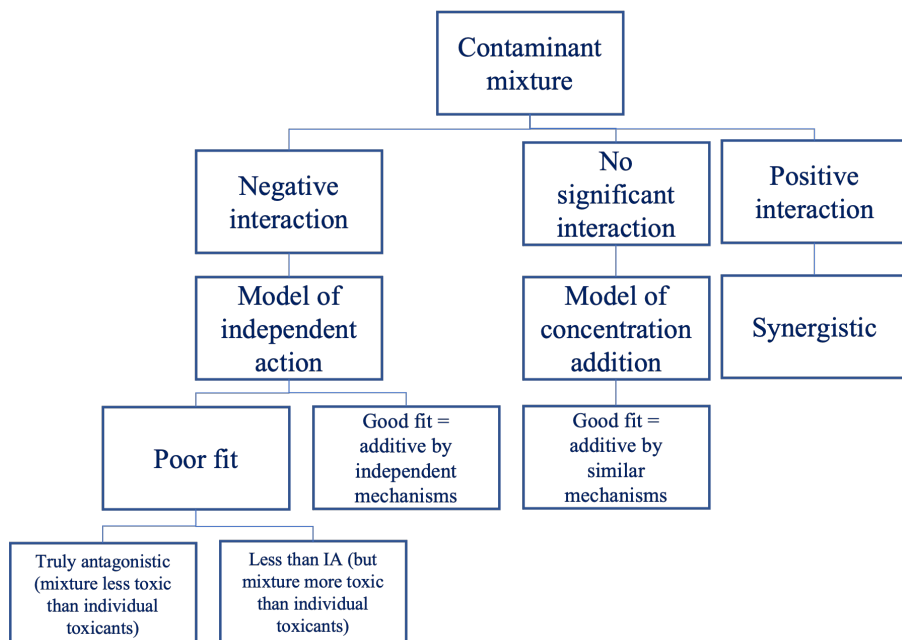 Contaminant
mixture
Negative
interaction
No
significant
interaction
Positive
interaction
Model of
independent
action
Model of
concentration
addition
Synergistic
Poor fit
Good fit =
additive by
independent
mechanisms
Good fit =
additive by
similar
mechanisms
Truly antagonistic
(mixture less toxic
than individual
toxicants)
Less than IA (but
mixture more toxic
than individual
toxicants)